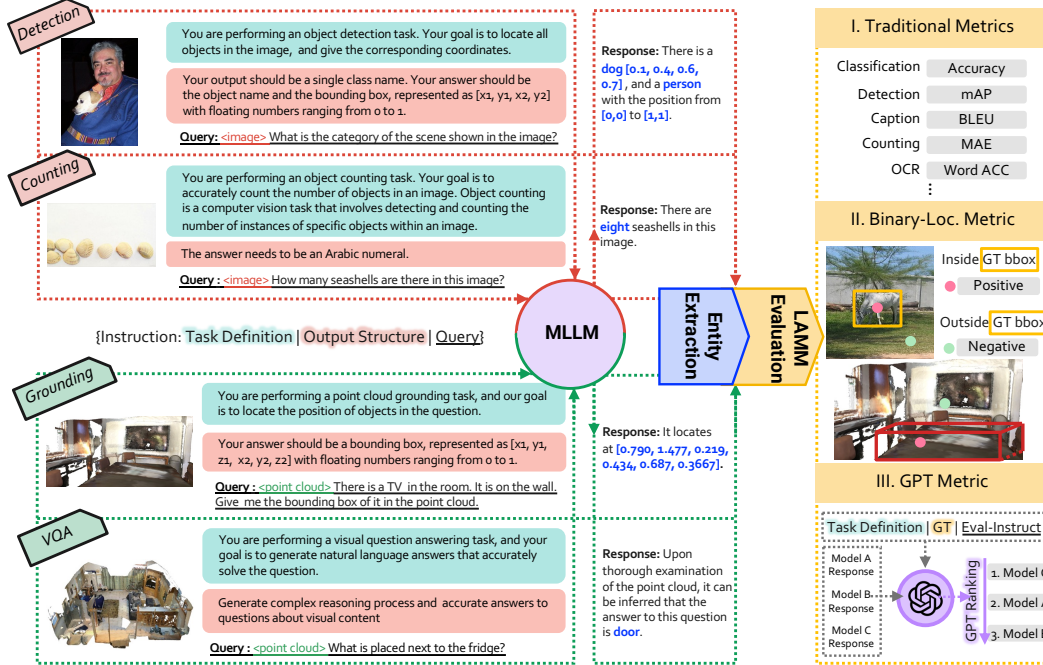 Detection
You are performing an object detection task. Your goal is to locate all
objects in the image, and give the corresponding coordinates.
Your output should be a single class name. Your answer should be
the object name and the bounding box, represented as [x1, y1, x2, y2]
with floating numbers ranging from 0 to 1.
Query: <image> What is the category of the scene shown in the image?
Response: There is a
dog [0.1, 0.4, 0.6,
0.7] , and a person
with the position from
[0,0] to [1,1].
Counting
You are performing an object counting task. Your goal is to
accurately count the number of objects in an image. Object counting
is a computer vision task that involves detecting and counting the
number of instances of specific objects within an image.
The answer needs to be an Arabic numeral.
Query : <image> How many seashells are there in this image?
Response: There are
eight seashells in this
image.
{Instruction: Task Definition | Output Structure | Query}
MLLM
Entity
Extraction
LAMM
Evaluation
Grounding
You are performing a point cloud grounding task, and our goal
is to locate the position of objects in the question.
Your answer should be a bounding box, represented as [x1, y1,
z1, x2, y2, z2] with floating numbers ranging from 0 to 1.
Query : <point cloud> There is a TV in the room. It is on the wall.
Give me the bounding box of it in the point cloud.
Response: It locates
at [0.790, 1.477, 0.219,
0.434, 0.687, 0.3667].
VQA
You are performing a visual question answering task, and your
goal is to generate natural language answers that accurately
solve the question.
Generate complex reasoning process and accurate answers to
questions about visual content
Query : <point cloud> What is placed next to the fridge?
Response: Upon
thorough examination
of the point cloud, it can
be inferred that the
answer to this question
is door.
I. Traditional Metrics
Classification Accuracy
Detection mAP
Caption BLEU
Counting MAE
OCR Word ACC
⋮
II. Binary-Loc. Metric
Inside GT bbox
Positive
Outside GT bbox
Negative
III. GPT Metric
Task Definition | GT | Eval-Instruct
Model A
Response
Model B
Response
Model C
Response
GPT Ranking
1. Model
2. Model
3. Model